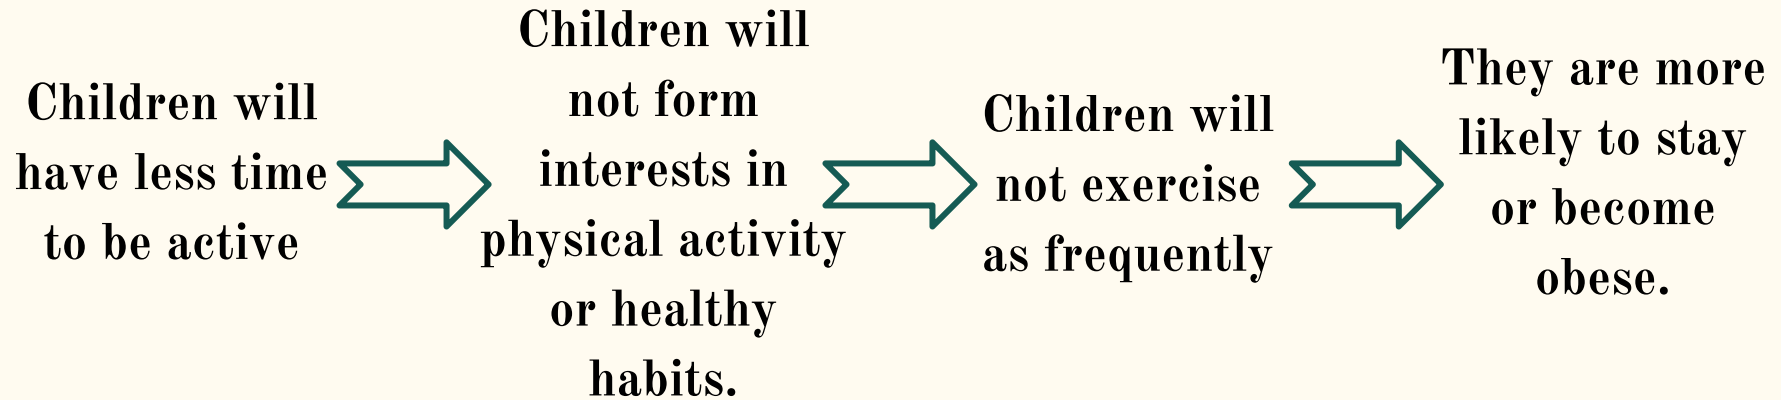 Children will
have less time
to be active
Children will
not form
interests in
physical activity
or healthy
habits.
Children will
not exercise
as frequently
They are more
likely to stay
or become
obese.